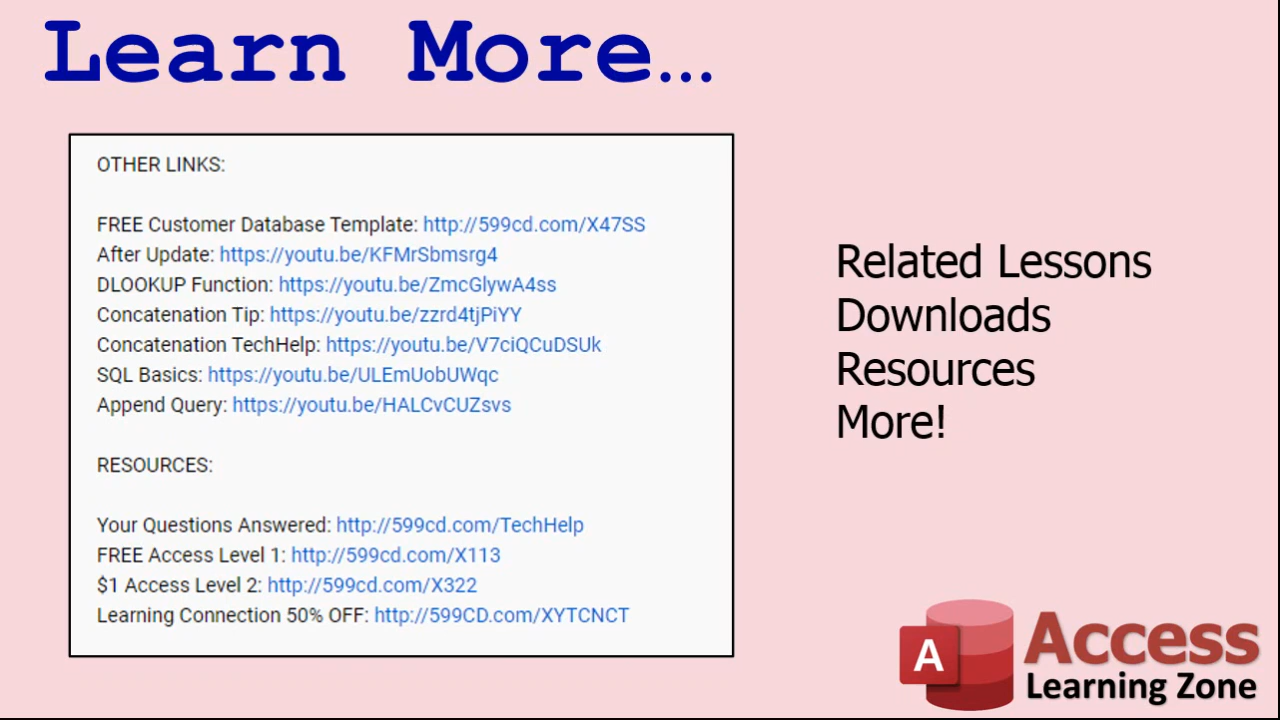 Learn More...
OTHER LINKS:
FREE Customer Database Template: http://599cd.com/X47SS
After Update: https://youtu.be/KFMrSbmsrg4
DLOOKUP Function: https://youtu.be/ZmcGlywA4ss
Concatenation Tip: https://youtu.be/zzrd4tjPiYY
Concatenation TechHelp: https://youtu.be/V7ciQCuDSUk
SQL Basics: https://youtu.be/ULEmUobUWqc
Append Query: https://youtu.be/HALCvCUZsvs
RESOURCES:
Your Questions Answered: http://599cd.com/TechHelp
FREE Access Level 1: http://599cd.com/X113
$1 Access Level 2: http://599cd.com/X322
Learning Connection 50% OFF: http://599CD.com/XYTCNCT
Related Lessons
Downloads
Resources
More!
A
Access
Learning Zone